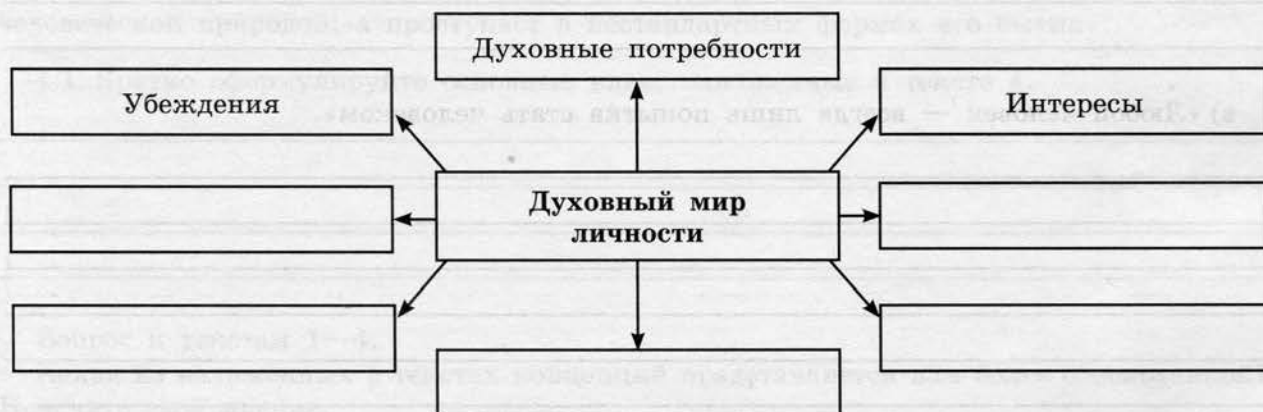 Духовные потребности
Убеждения
Интересы
Духовный мир
личности